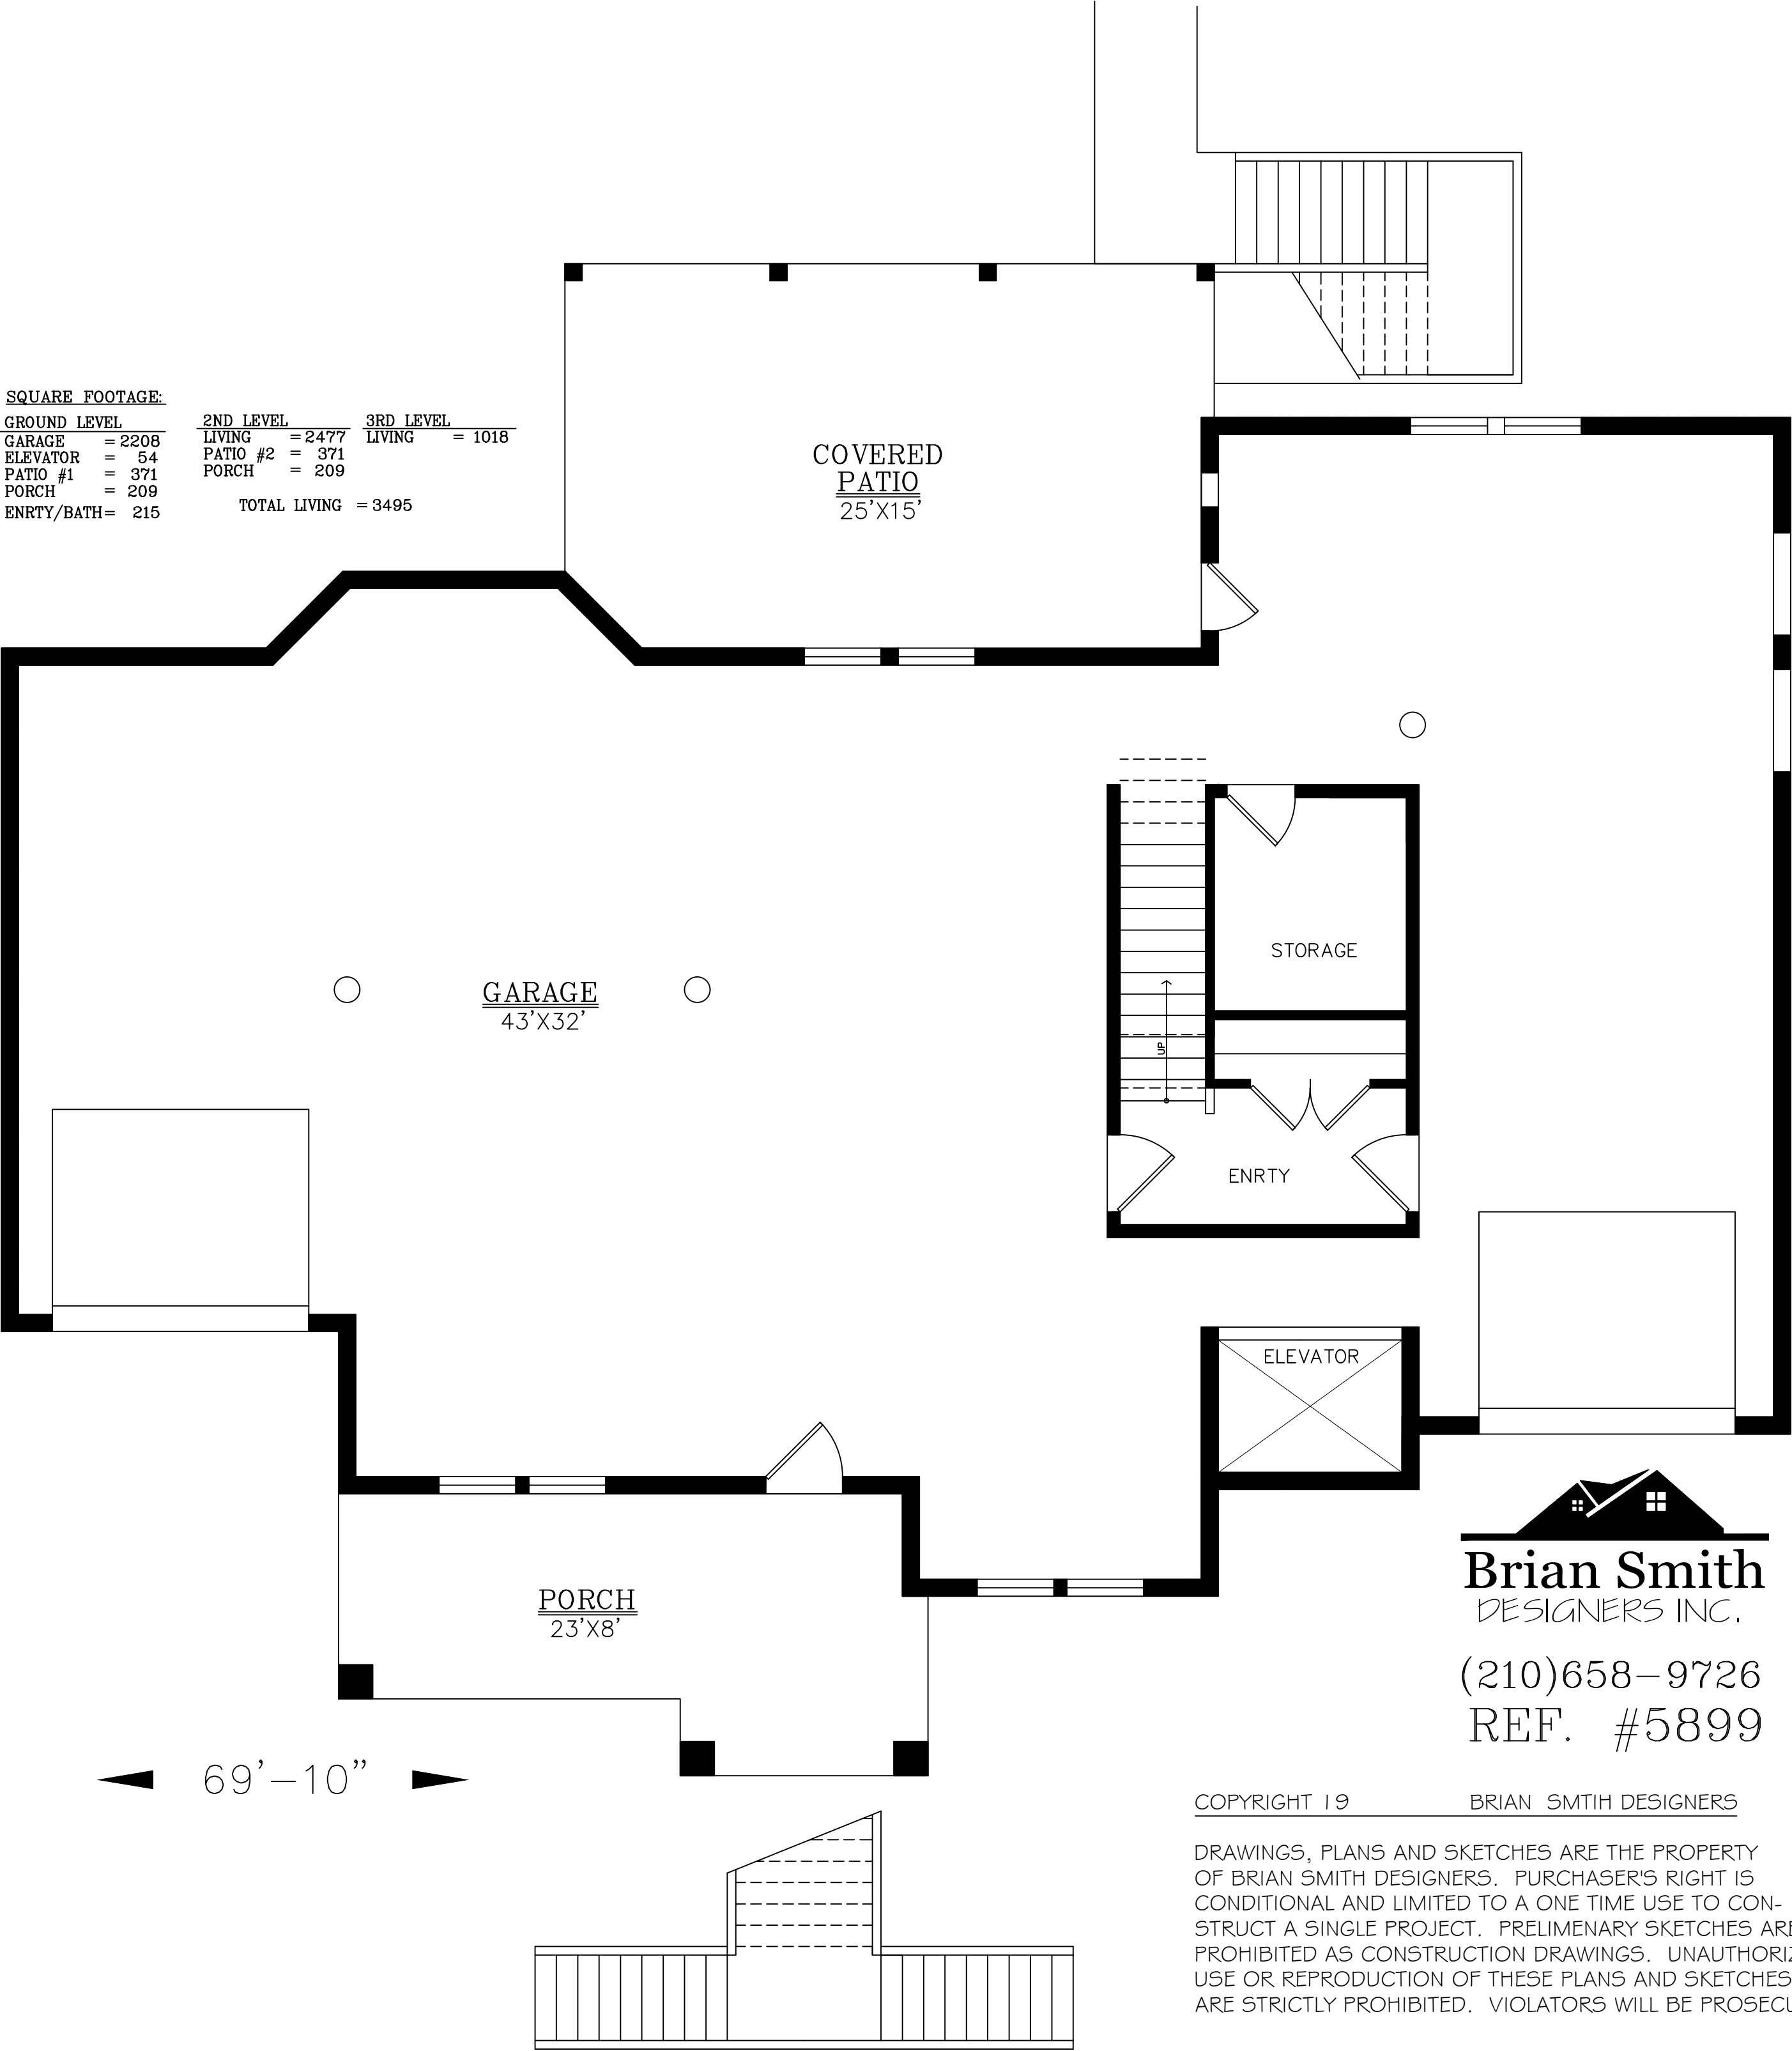 SQUARE FOOTAGE:
GROUND LEVEL
GARAGE = 2208
ELEVATOR = 54
PATIO #1 = 371
PORCH = 209
ENRTY/BATH= 215
2ND LEVEL
LIVING = 2477
PATIO #2 = 371
PORCH = 209
3RD LEVEL
LIVING = 1018
TOTAL LIVING = 3495
COVERED
PATIO
25'X15'
GARAGE
43'X32'
STORAGE
UP
ENRTY
ELEVATOR
PORCH
23'X8'
69'-10"
Brian Smith
DESIGNERS INC.
(210)658-9726
REF. #5899
COPYRIGHT 19 BRIAN SMTIH DESIGNERS
DRAWINGS, PLANS AND SKETCHES ARE THE PROPERTY
OF BRIAN SMITH DESIGNERS. PURCHASER'S RIGHT IS
CONDITIONAL AND LIMITED TO A ONE TIME USE TO CON-
STRUCT A SINGLE PROJECT. PRELIMENARY SKETCHES ARE
PROHIBITED AS CONSTRUCTION DRAWINGS. UNAUTHORIZ
USE OR REPRODUCTION OF THESE PLANS AND SKETCHES
ARE STRICTLY PROHIBITED. VIOLATORS WILL BE PROSECU